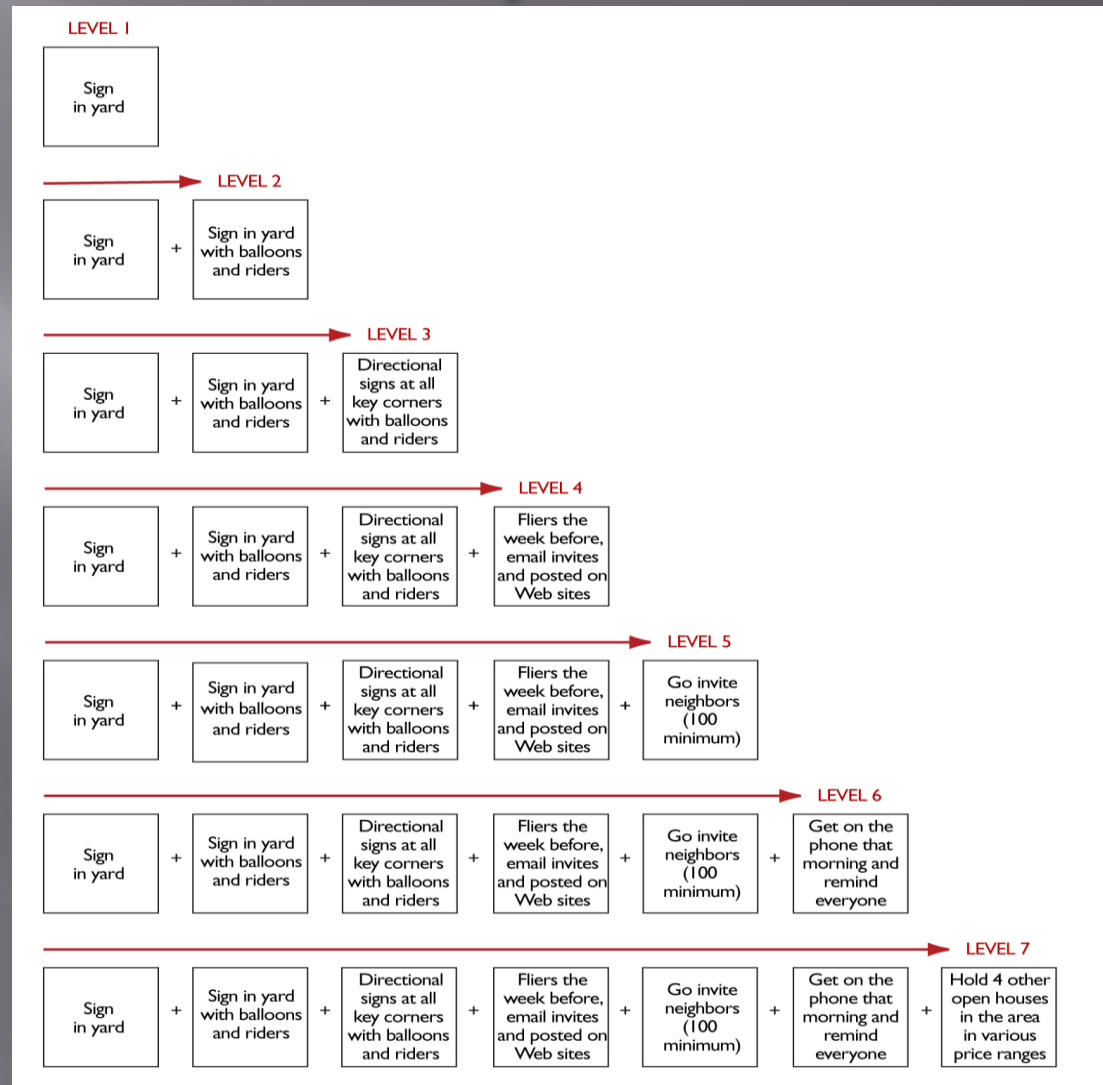 LEVEL 1
Sign
in yard
LEVEL 2
Sign
in yard
+
Sign in yard
with balloons
and riders
LEVEL 3
Sign
in yard
+
Sign in yard
with balloons
and riders
+
Directional
signs at all
key corners
with balloons
and riders
LEVEL 4
Sign
in yard
+
Sign in yard
with balloons
and riders
+
Directional
signs at all
key corners
with balloons
and riders
+
Fliers the
week before,
email invites
and posted on
Web sites
LEVEL 5
Sign
in yard
+
Sign in yard
with balloons
and riders
+
Directional
signs at all
key corners
with balloons
and riders
+
Fliers the
week before,
email invites
and posted on
Web sites
+
Go invite
neighbors
(100
minimum)
LEVEL 6
Sign
in yard
+
Sign in yard
with balloons
and riders
+
Directional
signs at all
key corners
with balloons
and riders
+
Fliers the
week before,
email invites
and posted on
Web sites
+
Go invite
neighbors
(100
minimum)
+
Get on the
phone that
morning and
remind
everyone
LEVEL 7
Sign
in yard
+
Sign in yard
with balloons
and riders
+
Directional
signs at all
key corners
with balloons
and riders
+
Fliers the
week before,
email invites
and posted on
Web sites
+
Go invite
neighbors
(100
minimum)
+
Get on the
phone that
morning and
remind
everyone
+
Hold 4 other
open houses
in the area
in various
price ranges